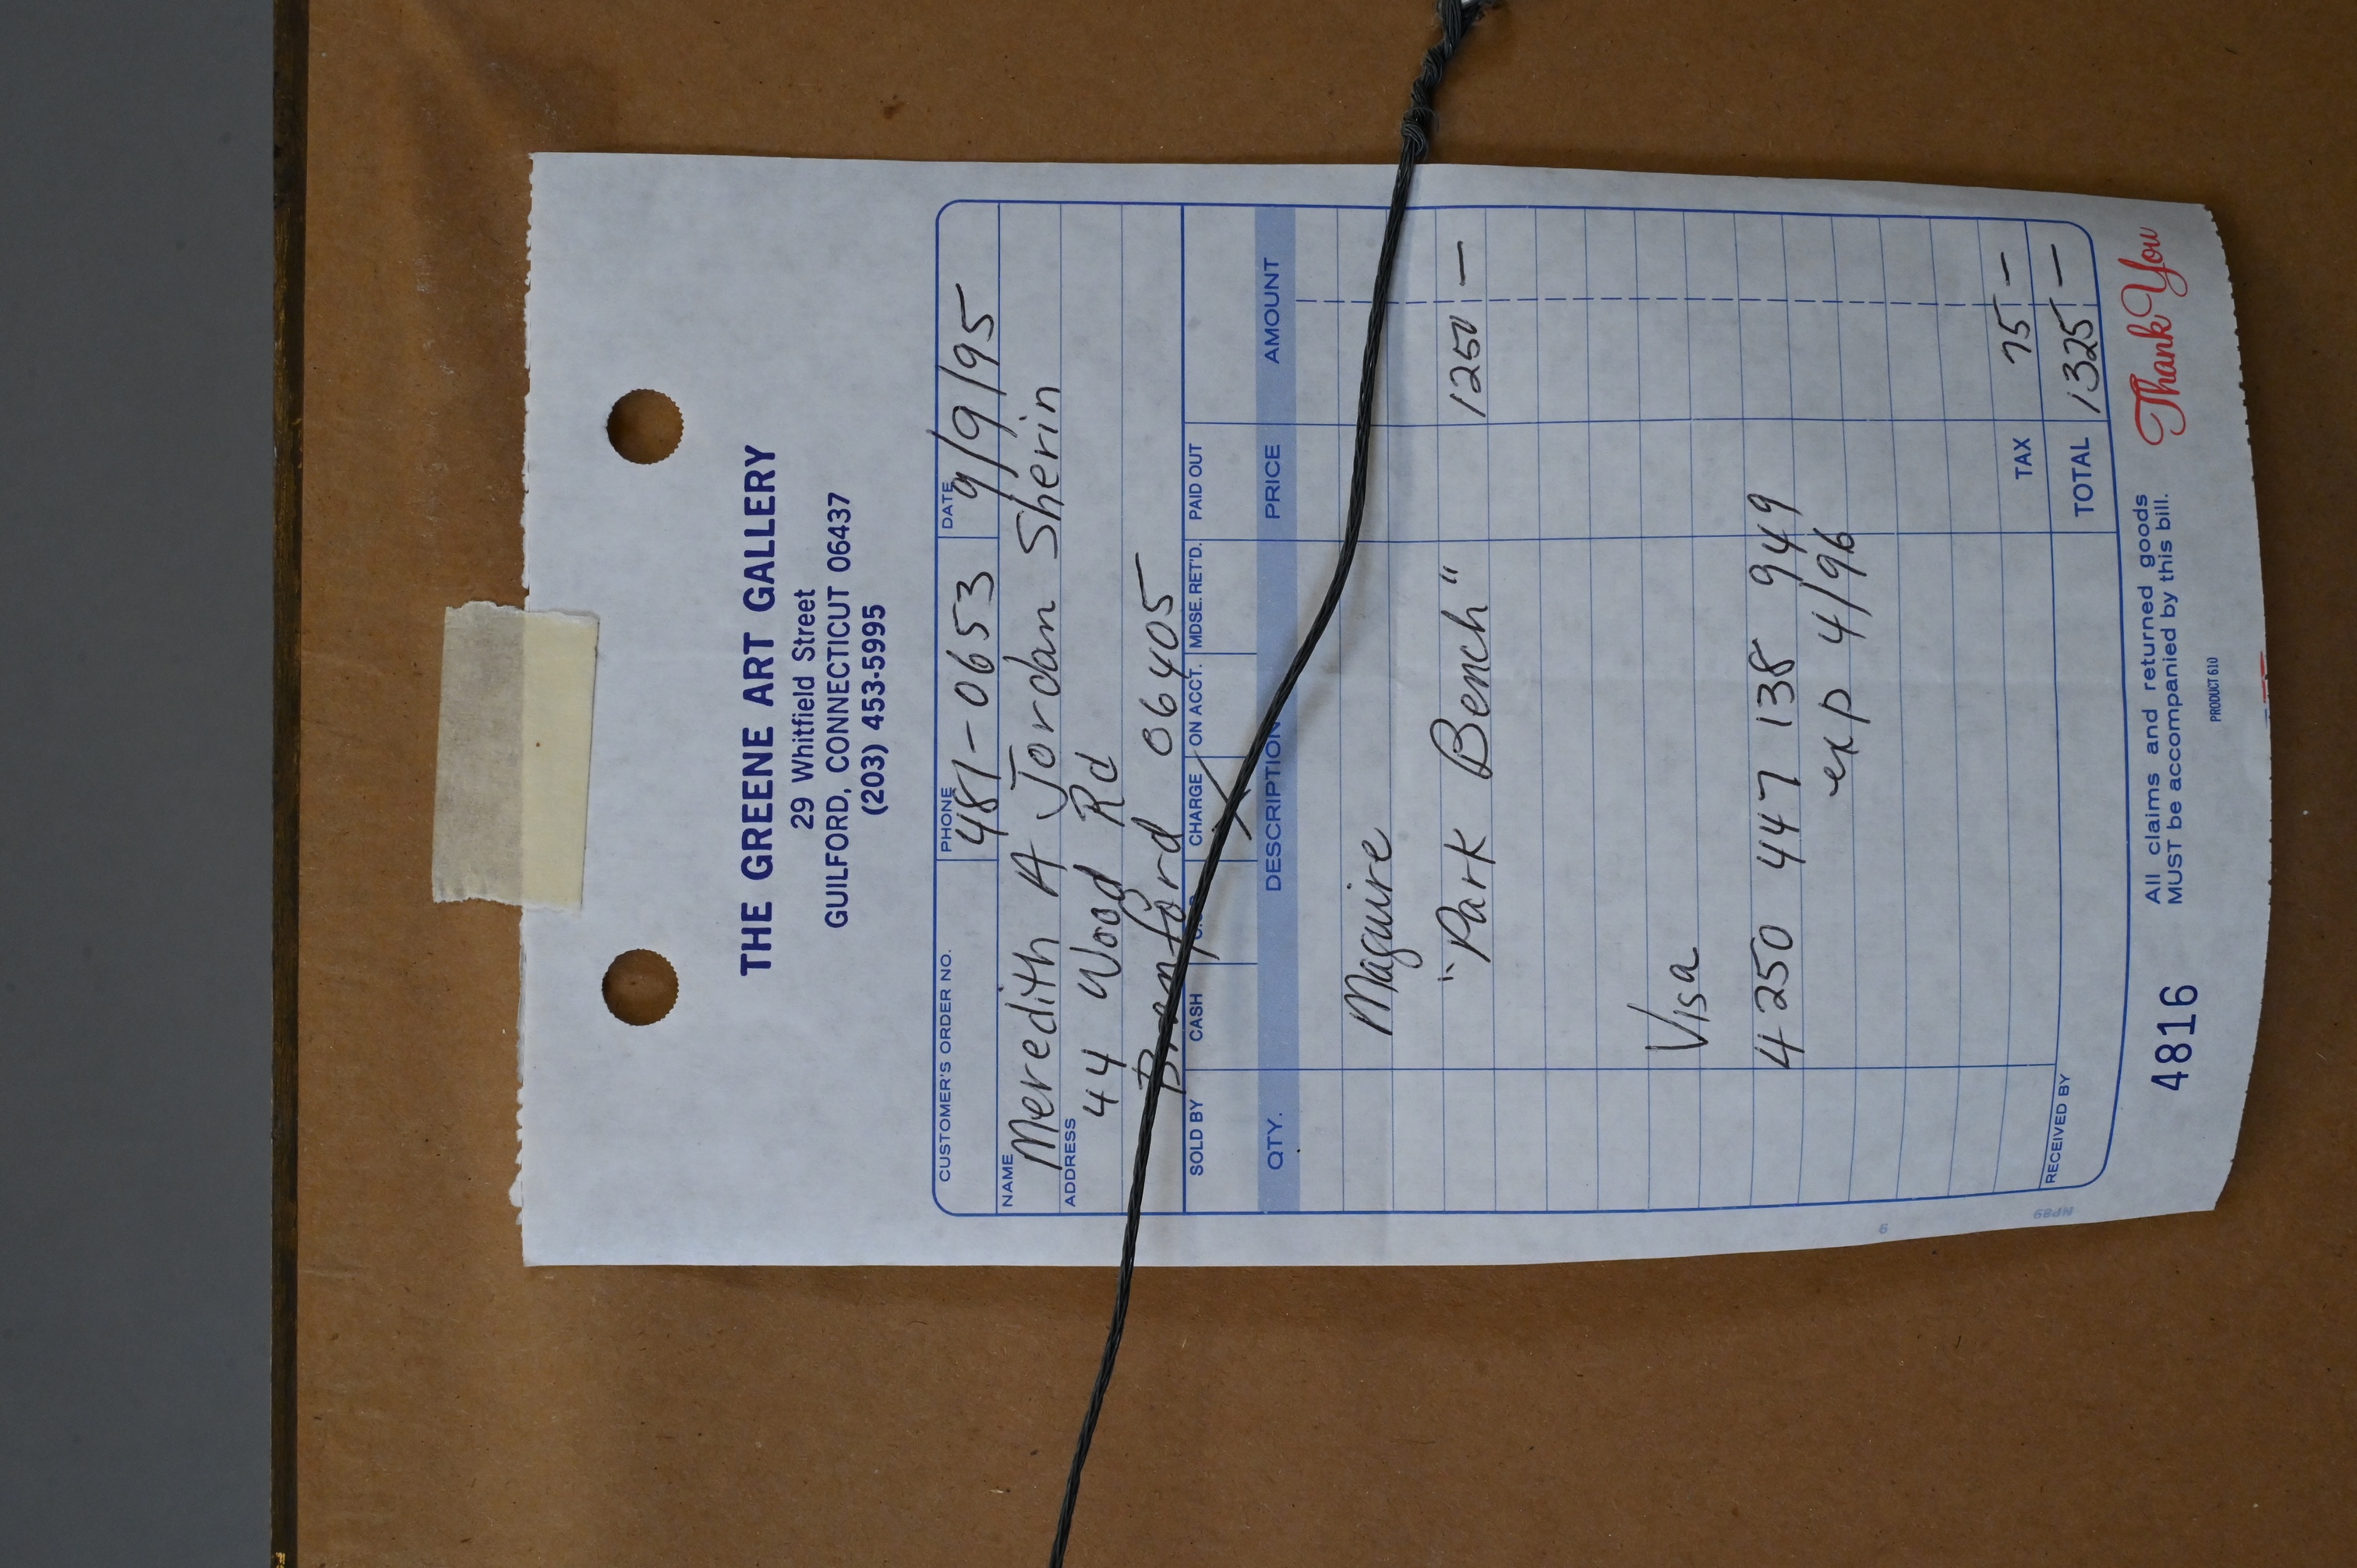 THE GREENE ART GALLERY
29 Whitfield Street
GUILFORD, CONNECTICUT 06437
(203) 453-5995
CUSTOMER'S ORDER NO. PHONE 481-0653 DATE 9/9/95
NAME Meredith A Jordan Sherin
ADDRESS 44 Wood Rd
Branford 06405
SOLD BY CASH CHARGE ON ACCT. MDSE. RET'D. PAID OUT
X
QTY. DESCRIPTION PRICE AMOUNT
Maguire
"Park Bench" 1250 —
Visa
4250 447 138 949
exp 4/96
TAX 75 —
RECEIVED BY TOTAL 1325 —
4816 All claims and returned goods
MUST be accompanied by this bill. Thank You
PRODUCT 610
9 MP89